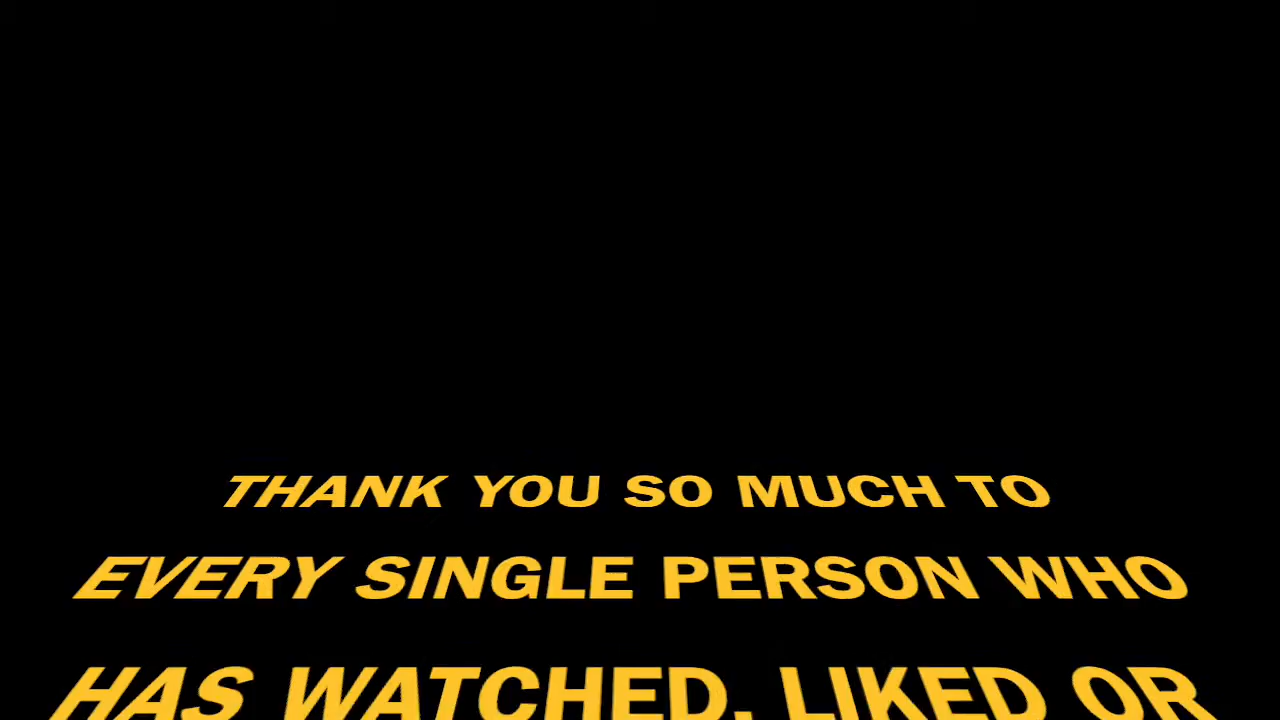 THANK YOU SO MUCH TO
EVERY SINGLE PERSON WHO
HAS WATCHED, LIKED OR